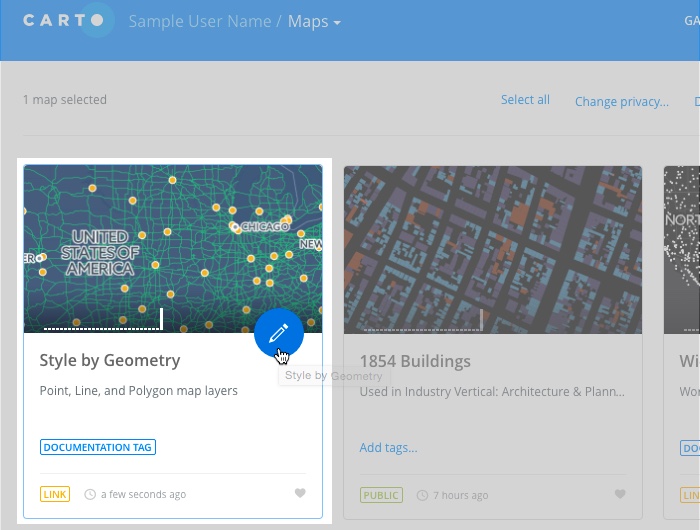 CARTO Sample User Name / Maps GA
1 map selected Select all Change privacy... D
UNITED
STATES OF
AMERICA
CHICAGO
NEW
ER
NOR
Style by Geometry
Point, Line, and Polygon map layers
DOCUMENTATION TAG
LINK a few seconds ago
Style by Geometry
1854 Buildings
Used in Industry Vertical: Architecture & Plann...
Add tags...
PUBLIC 7 hours ago
Wi
Wor
DO
LIN